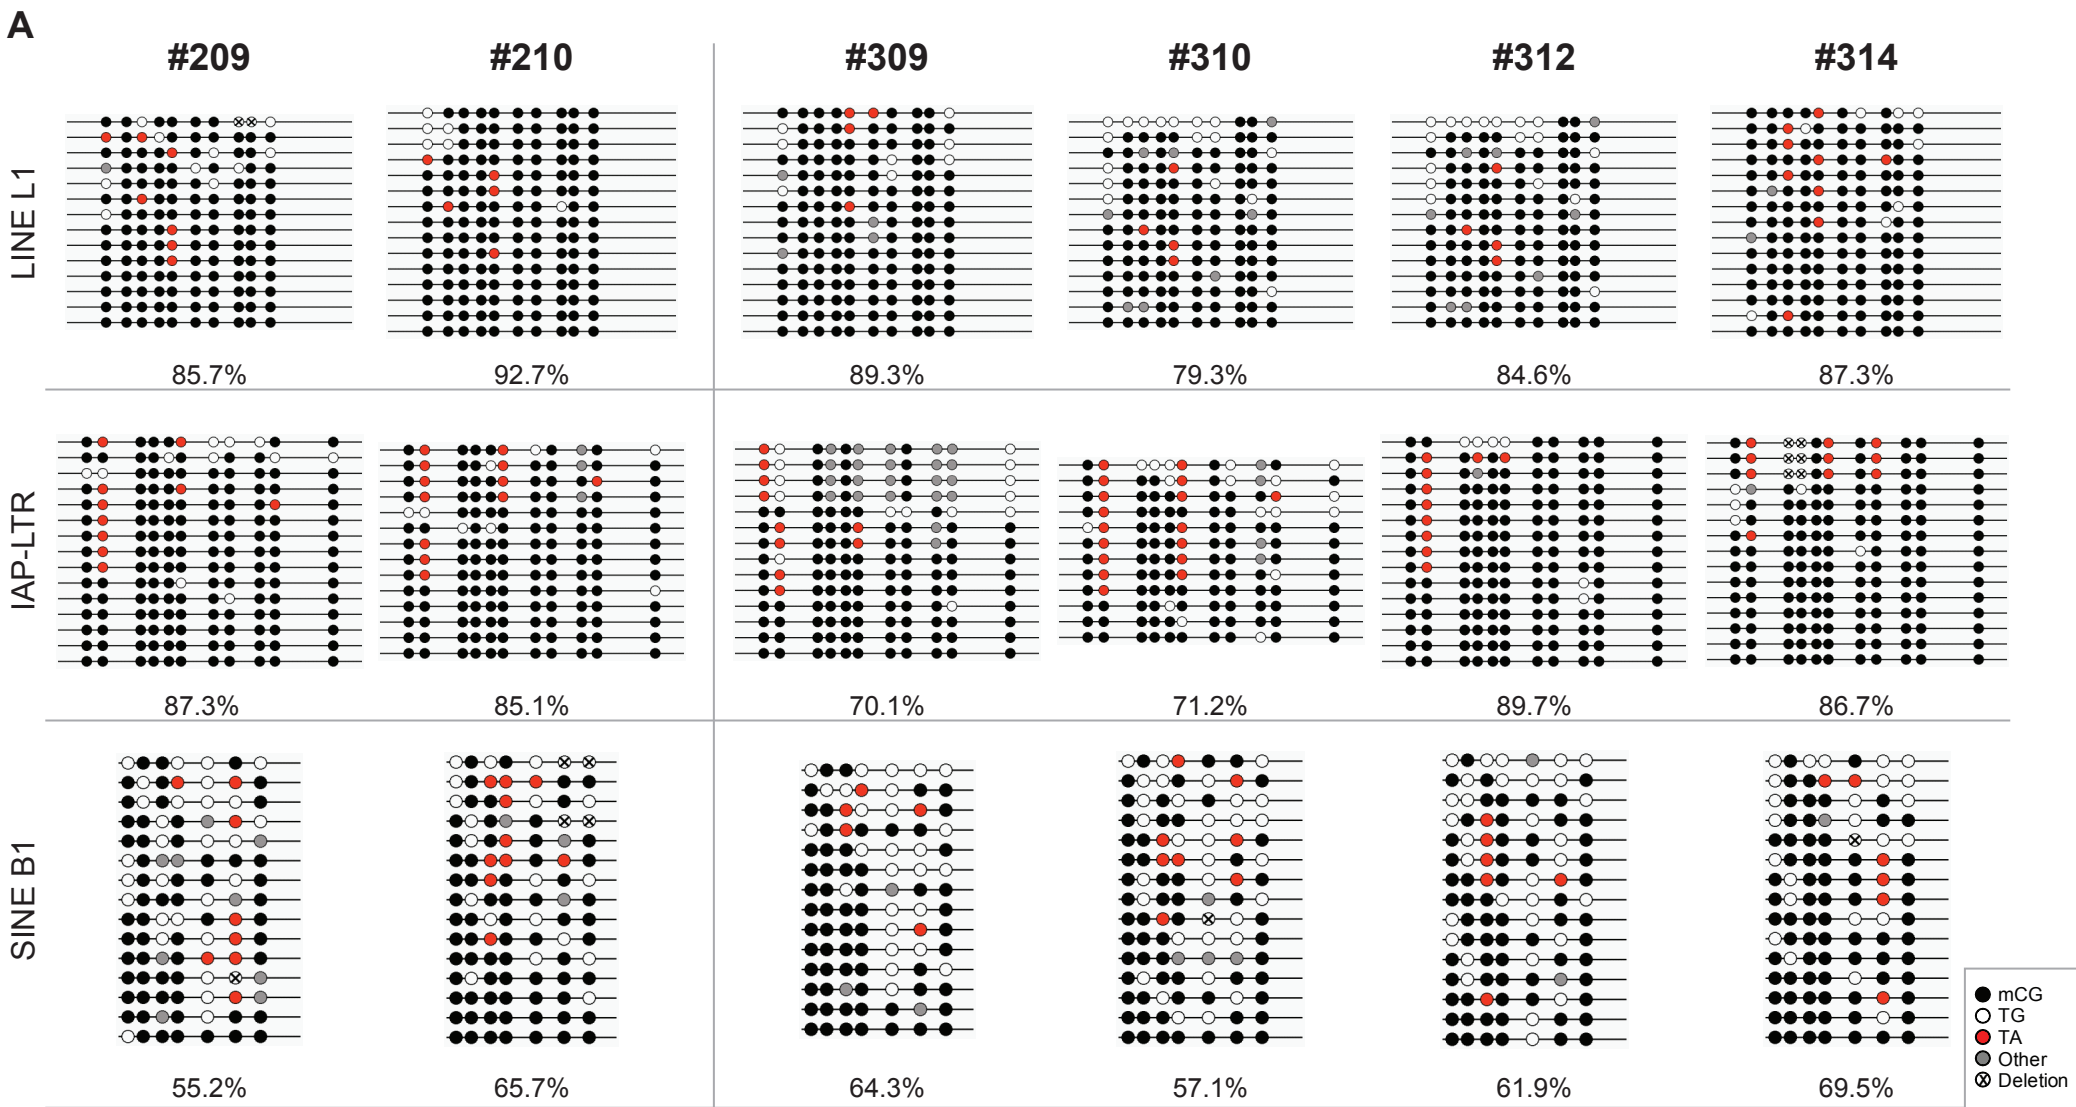 A
#209 #210 #309 #310 #312 #314
LINE L1
85.7% 92.7% 89.3% 79.3% 84.6% 87.3%
IAP-LTR
87.3% 85.1% 70.1% 71.2% 89.7% 86.7%
SINE B1
55.2% 65.7% 64.3% 57.1% 61.9% 69.5%
mCG
TG
TA
Other
Deletion